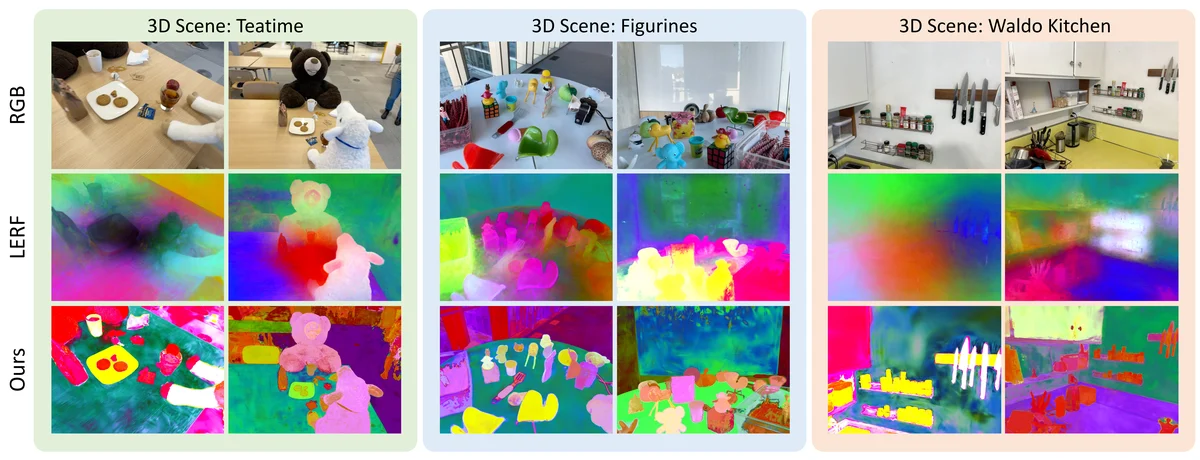 3D Scene: Teatime
3D Scene: Figurines
3D Scene: Waldo Kitchen
RGB
LERF
Ours